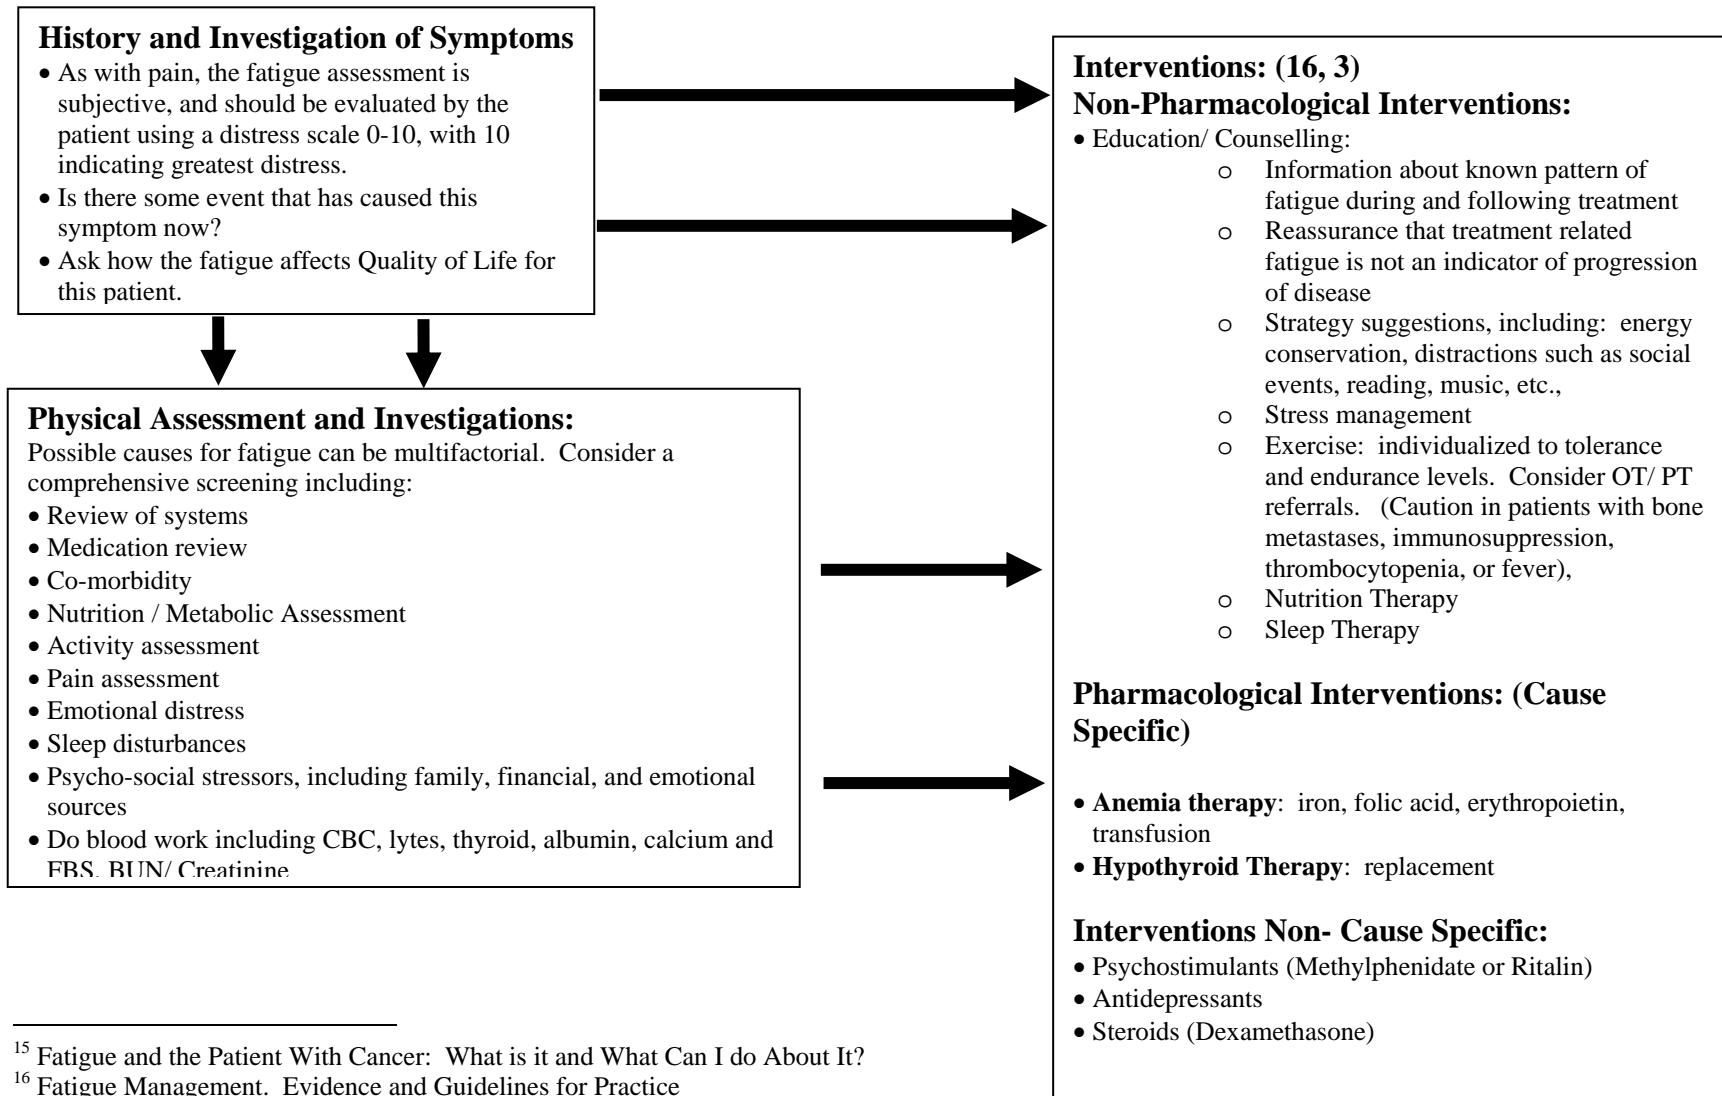 History and Investigation of Symptoms
• As with pain, the fatigue assessment is
subjective, and should be evaluated by the
patient using a distress scale 0-10, with 10
indicating greatest distress.
• Is there some event that has caused this
symptom now?
• Ask how the fatigue affects Quality of Life for
this patient.
Physical Assessment and Investigations:
Possible causes for fatigue can be multifactorial. Consider a
comprehensive screening including:
• Review of systems
• Medication review
• Co-morbidity
• Nutrition / Metabolic Assessment
• Activity assessment
• Pain assessment
• Emotional distress
• Sleep disturbances
• Psycho-social stressors, including family, financial, and emotional
sources
• Do blood work including CBC, lytes, thyroid, albumin, calcium and
FBS, BUN/ Creatinine
Interventions: (16, 3)
Non-Pharmacological Interventions:
• Education/ Counselling:
o Information about known pattern of
fatigue during and following treatment
o Reassurance that treatment related
fatigue is not an indicator of progression
of disease
o Strategy suggestions, including: energy
conservation, distractions such as social
events, reading, music, etc.,
o Stress management
o Exercise: individualized to tolerance
and endurance levels. Consider OT/ PT
referrals. (Caution in patients with bone
metastases, immunosuppression,
thrombocytopenia, or fever),
o Nutrition Therapy
o Sleep Therapy
Pharmacological Interventions: (Cause
Specific)
• Anemia therapy: iron, folic acid, erythropoietin,
transfusion
• Hypothyroid Therapy: replacement
Interventions Non- Cause Specific:
• Psychostimulants (Methylphenidate or Ritalin)
• Antidepressants
• Steroids (Dexamethasone)
15 Fatigue and the Patient With Cancer: What is it and What Can I do About It?
16 Fatigue Management. Evidence and Guidelines for Practice